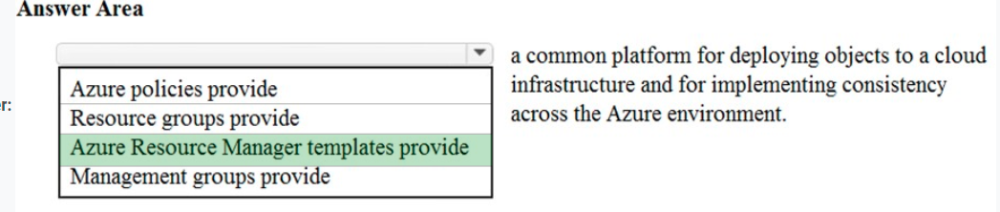 Answer Area
a common platform for deploying objects to a cloud
infrastructure and for implementing consistency
across the Azure environment.
Azure policies provide
Resource groups provide
Azure Resource Manager templates provide
Management groups provide
r: